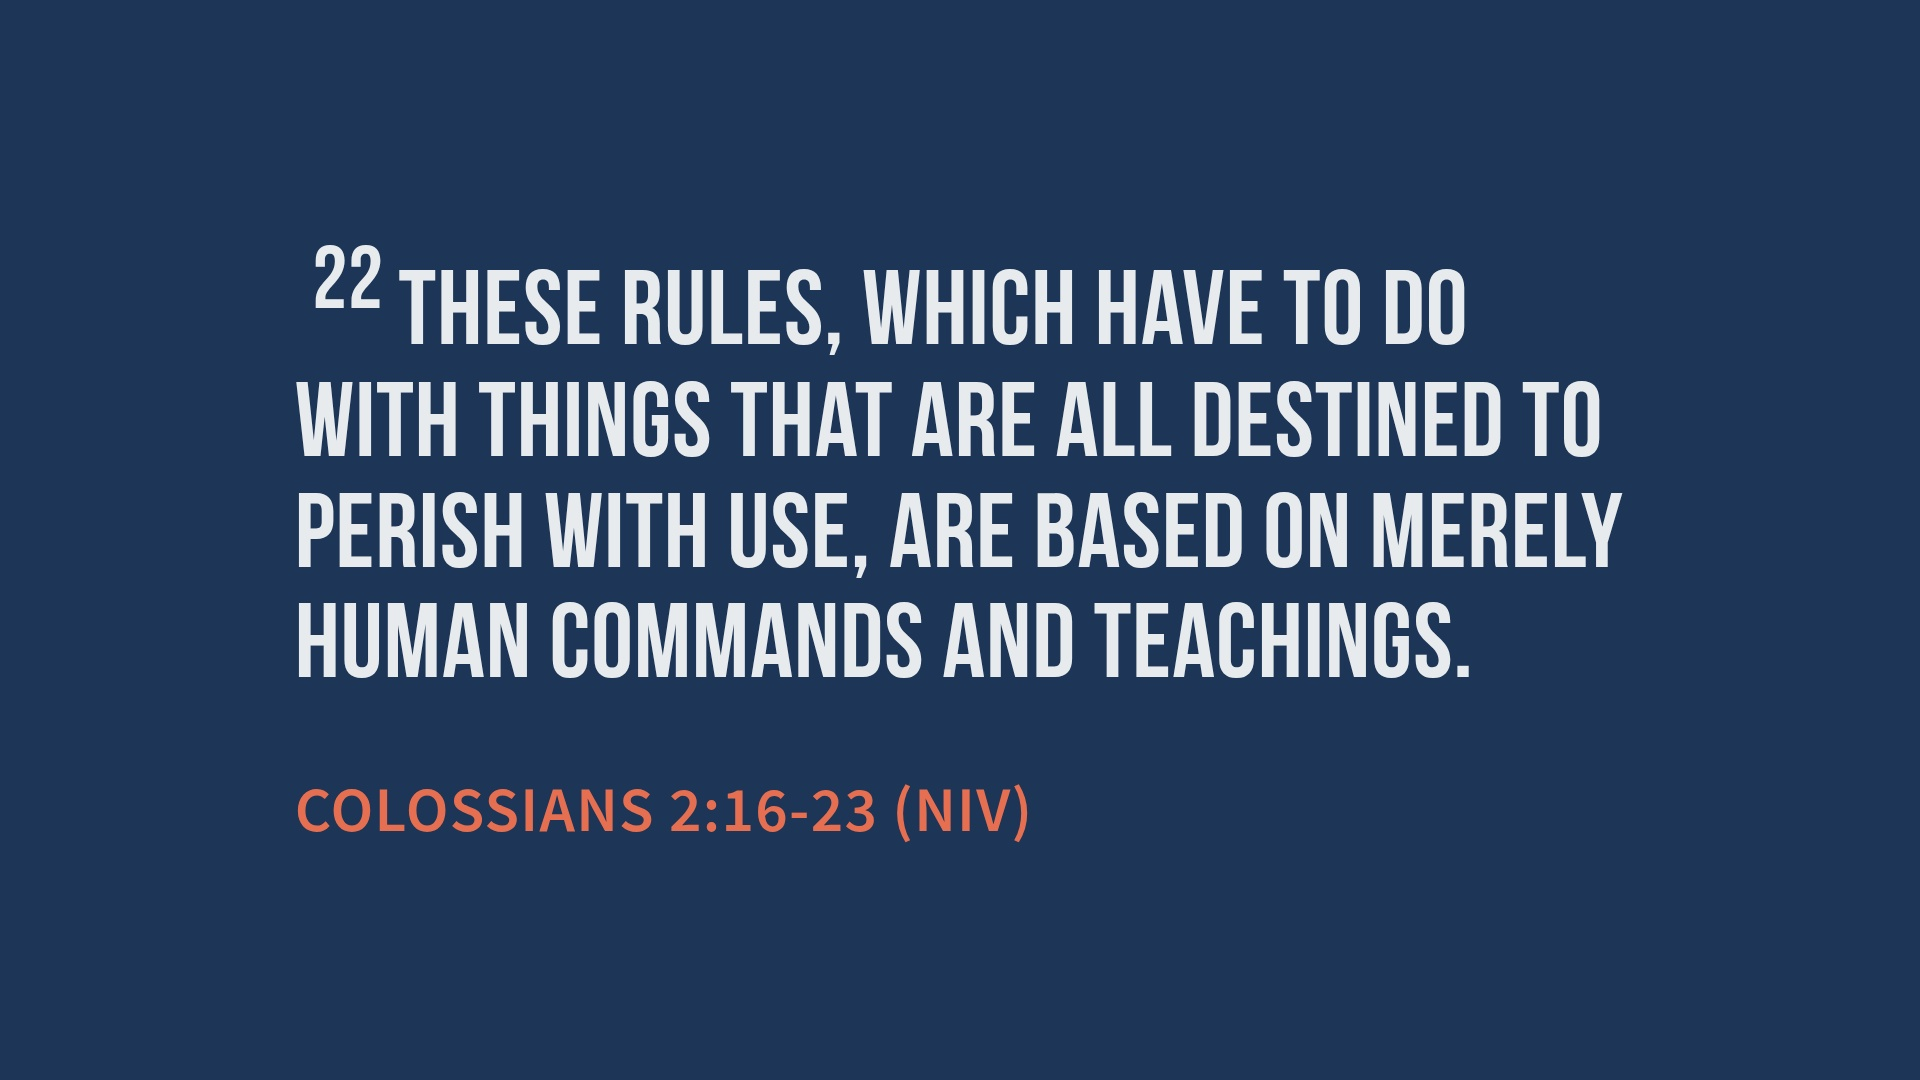 22 THESE RULES, WHICH HAVE TO DO
WITH THINGS THAT ARE ALL DESTINED TO
PERISH WITH USE, ARE BASED ON MERELY
HUMAN COMMANDS AND TEACHINGS.
COLOSSIANS 2:16-23 (NIV)